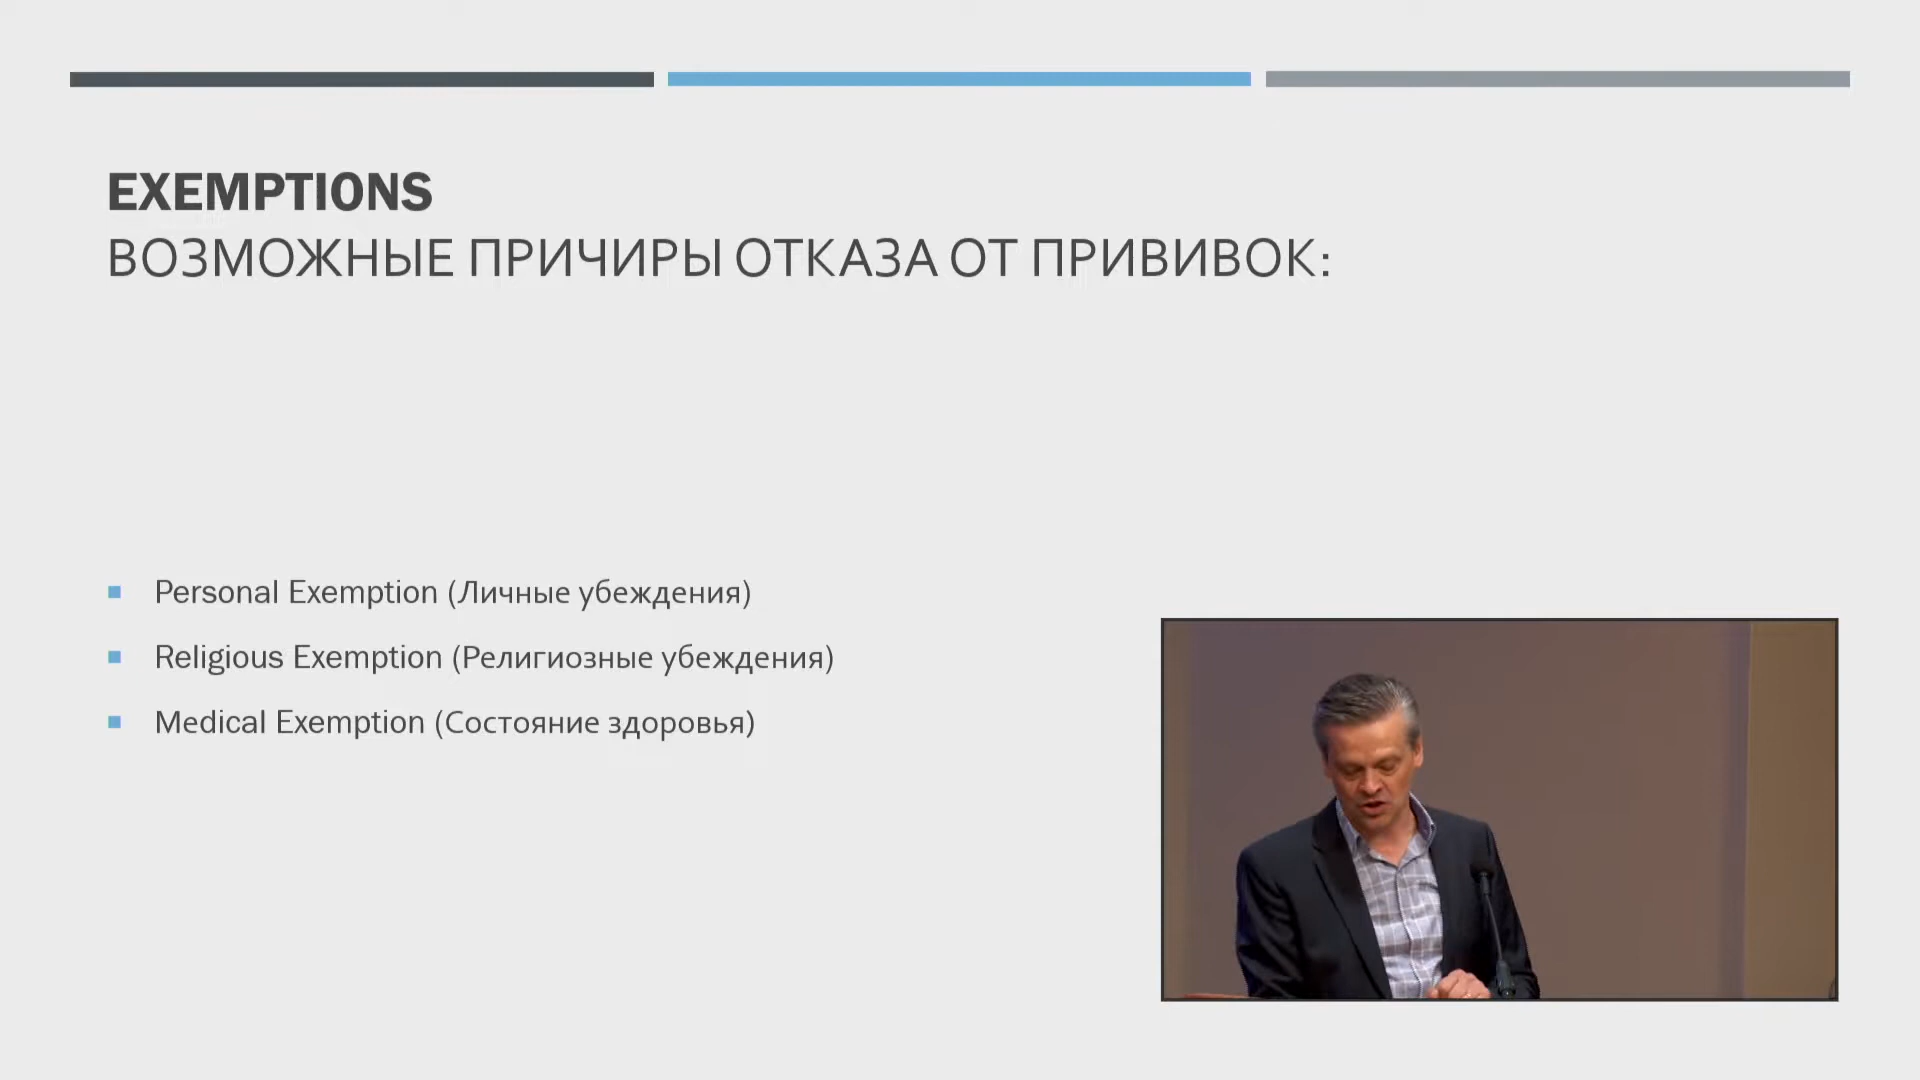 EXEMPTIONS
ВОЗМОЖНЫЕ ПРИЧИРЫ ОТКАЗА ОТ ПРИВИВОК:
Personal Exemption (Личные убеждения)
Religious Exemption (Религиозные убеждения)
Medical Exemption (Состояние здоровья)